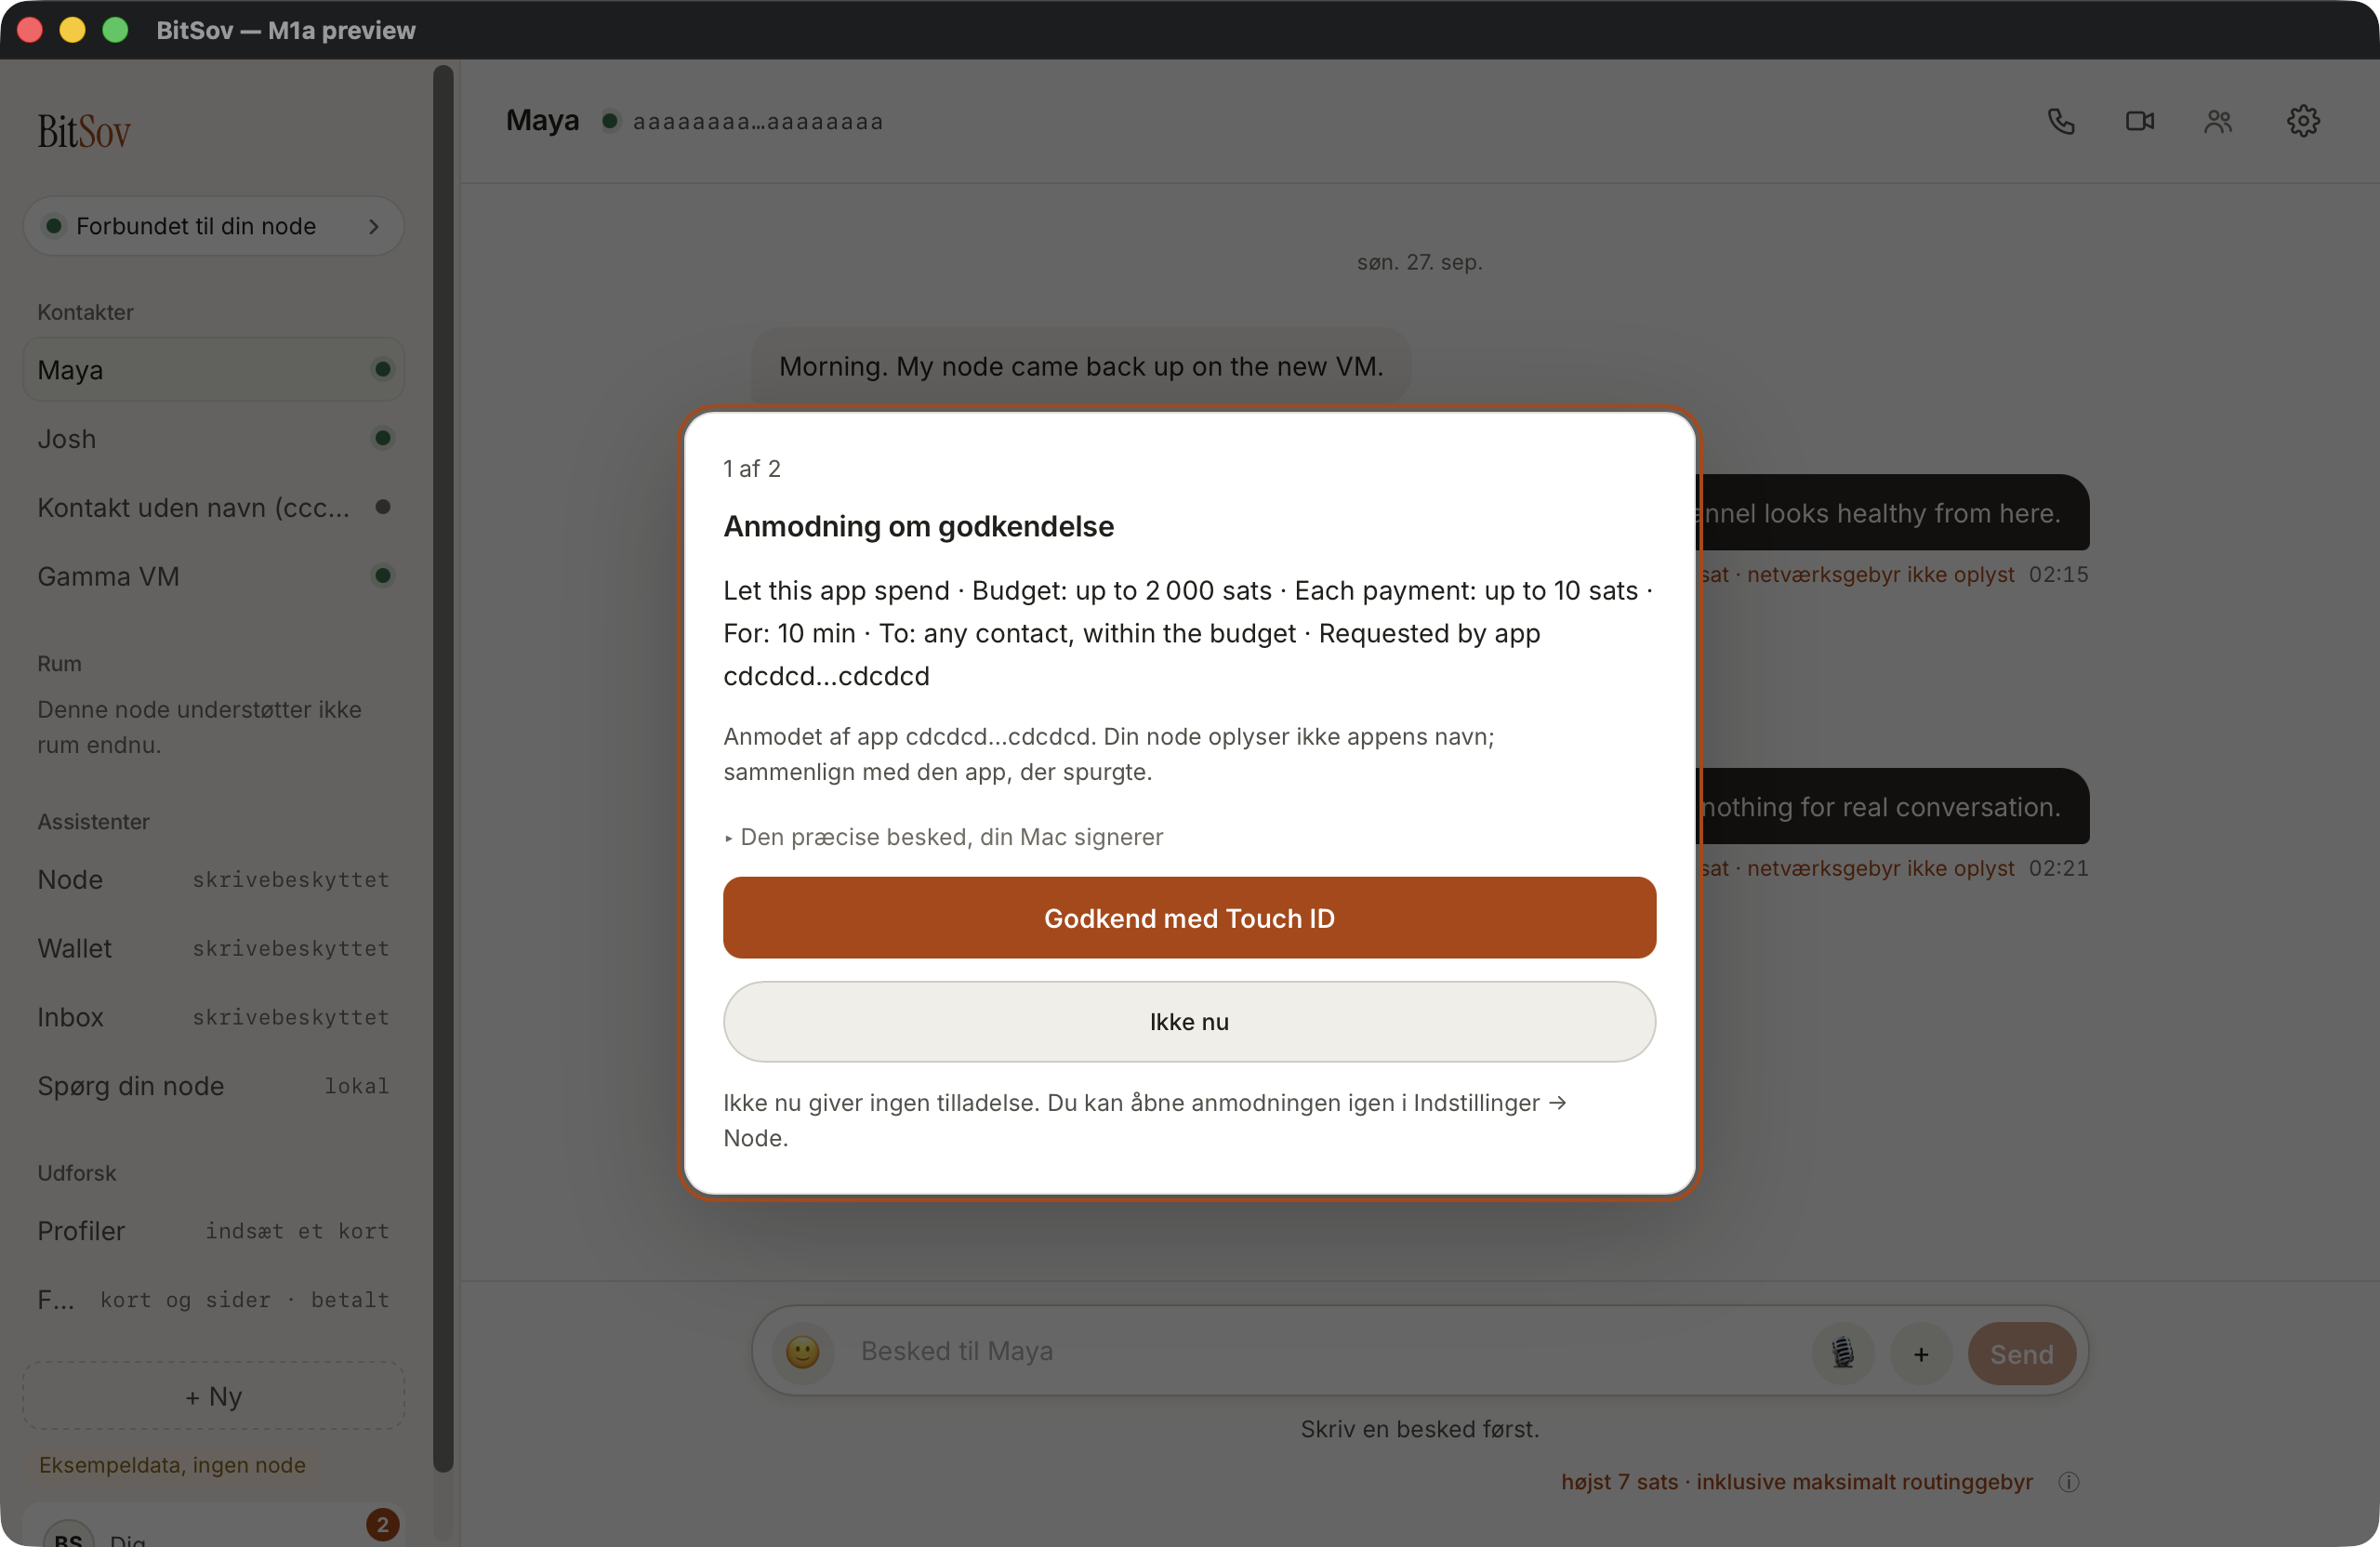 BitSov — M1a preview
BitSov
Forbundet til din node
Kontakter
Maya
Josh
Kontakt uden navn (ccc...
Gamma VM
Rum
Denne node understøtter ikke
rum endnu.
Assistenter
Node skrivebeskyttet
Wallet skrivebeskyttet
Inbox skrivebeskyttet
Spørg din node lokal
Udforsk
Profiler indsæt et kort
F... kort og sider · betalt
+ Ny
Eksempeldata, ingen node
BS Dig 2
Maya aaaaaaaa…aaaaaaaa
søn. 27. sep.
Morning. My node came back up on the new VM.
nnel looks healthy from here.
sat · netværksgebyr ikke oplyst 02:15
nothing for real conversation.
sat · netværksgebyr ikke oplyst 02:21
1 af 2
Anmodning om godkendelse
Let this app spend · Budget: up to 2 000 sats · Each payment: up to 10 sats ·
For: 10 min · To: any contact, within the budget · Requested by app
cdcdcd…cdcdcd
Anmodet af app cdcdcd…cdcdcd. Din node oplyser ikke appens navn;
sammenlign med den app, der spurgte.
▸ Den præcise besked, din Mac signerer
Godkend med Touch ID
Ikke nu
Ikke nu giver ingen tilladelse. Du kan åbne anmodningen igen i Indstillinger →
Node.
Besked til Maya
+
Send
Skriv en besked først.
højst 7 sats · inklusive maksimalt routinggebyr ⓘ